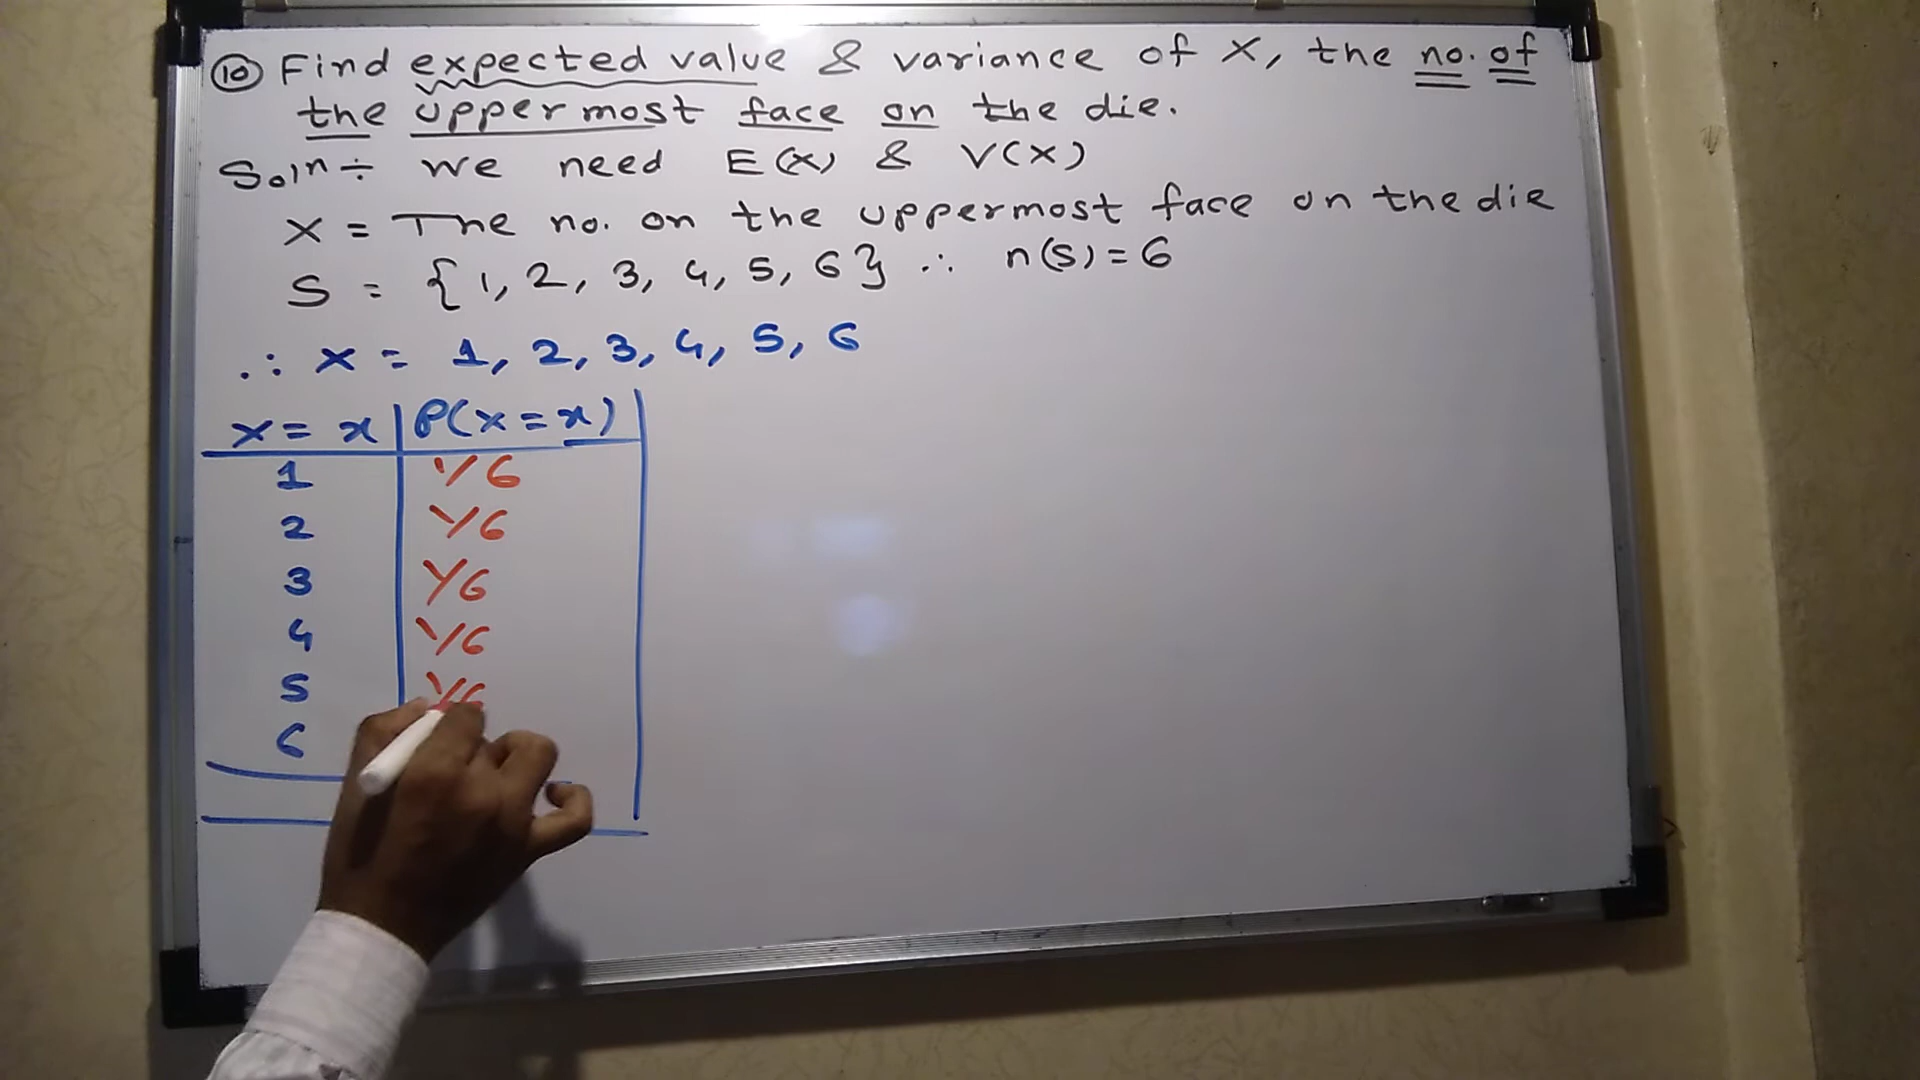 10 Find expected value & variance of X, the no. of
the uppermost face on the die.
Soln÷ we need E(X) & V(X)
X = The no. on the uppermost face on the die
S = {1, 2, 3, 4, 5, 6} ∴ n(S) = 6
∴ X = 1, 2, 3, 4, 5, 6
X = x P(X = x)
1 1/6
2 1/6
3 1/6
4 1/6
5 1/6
6